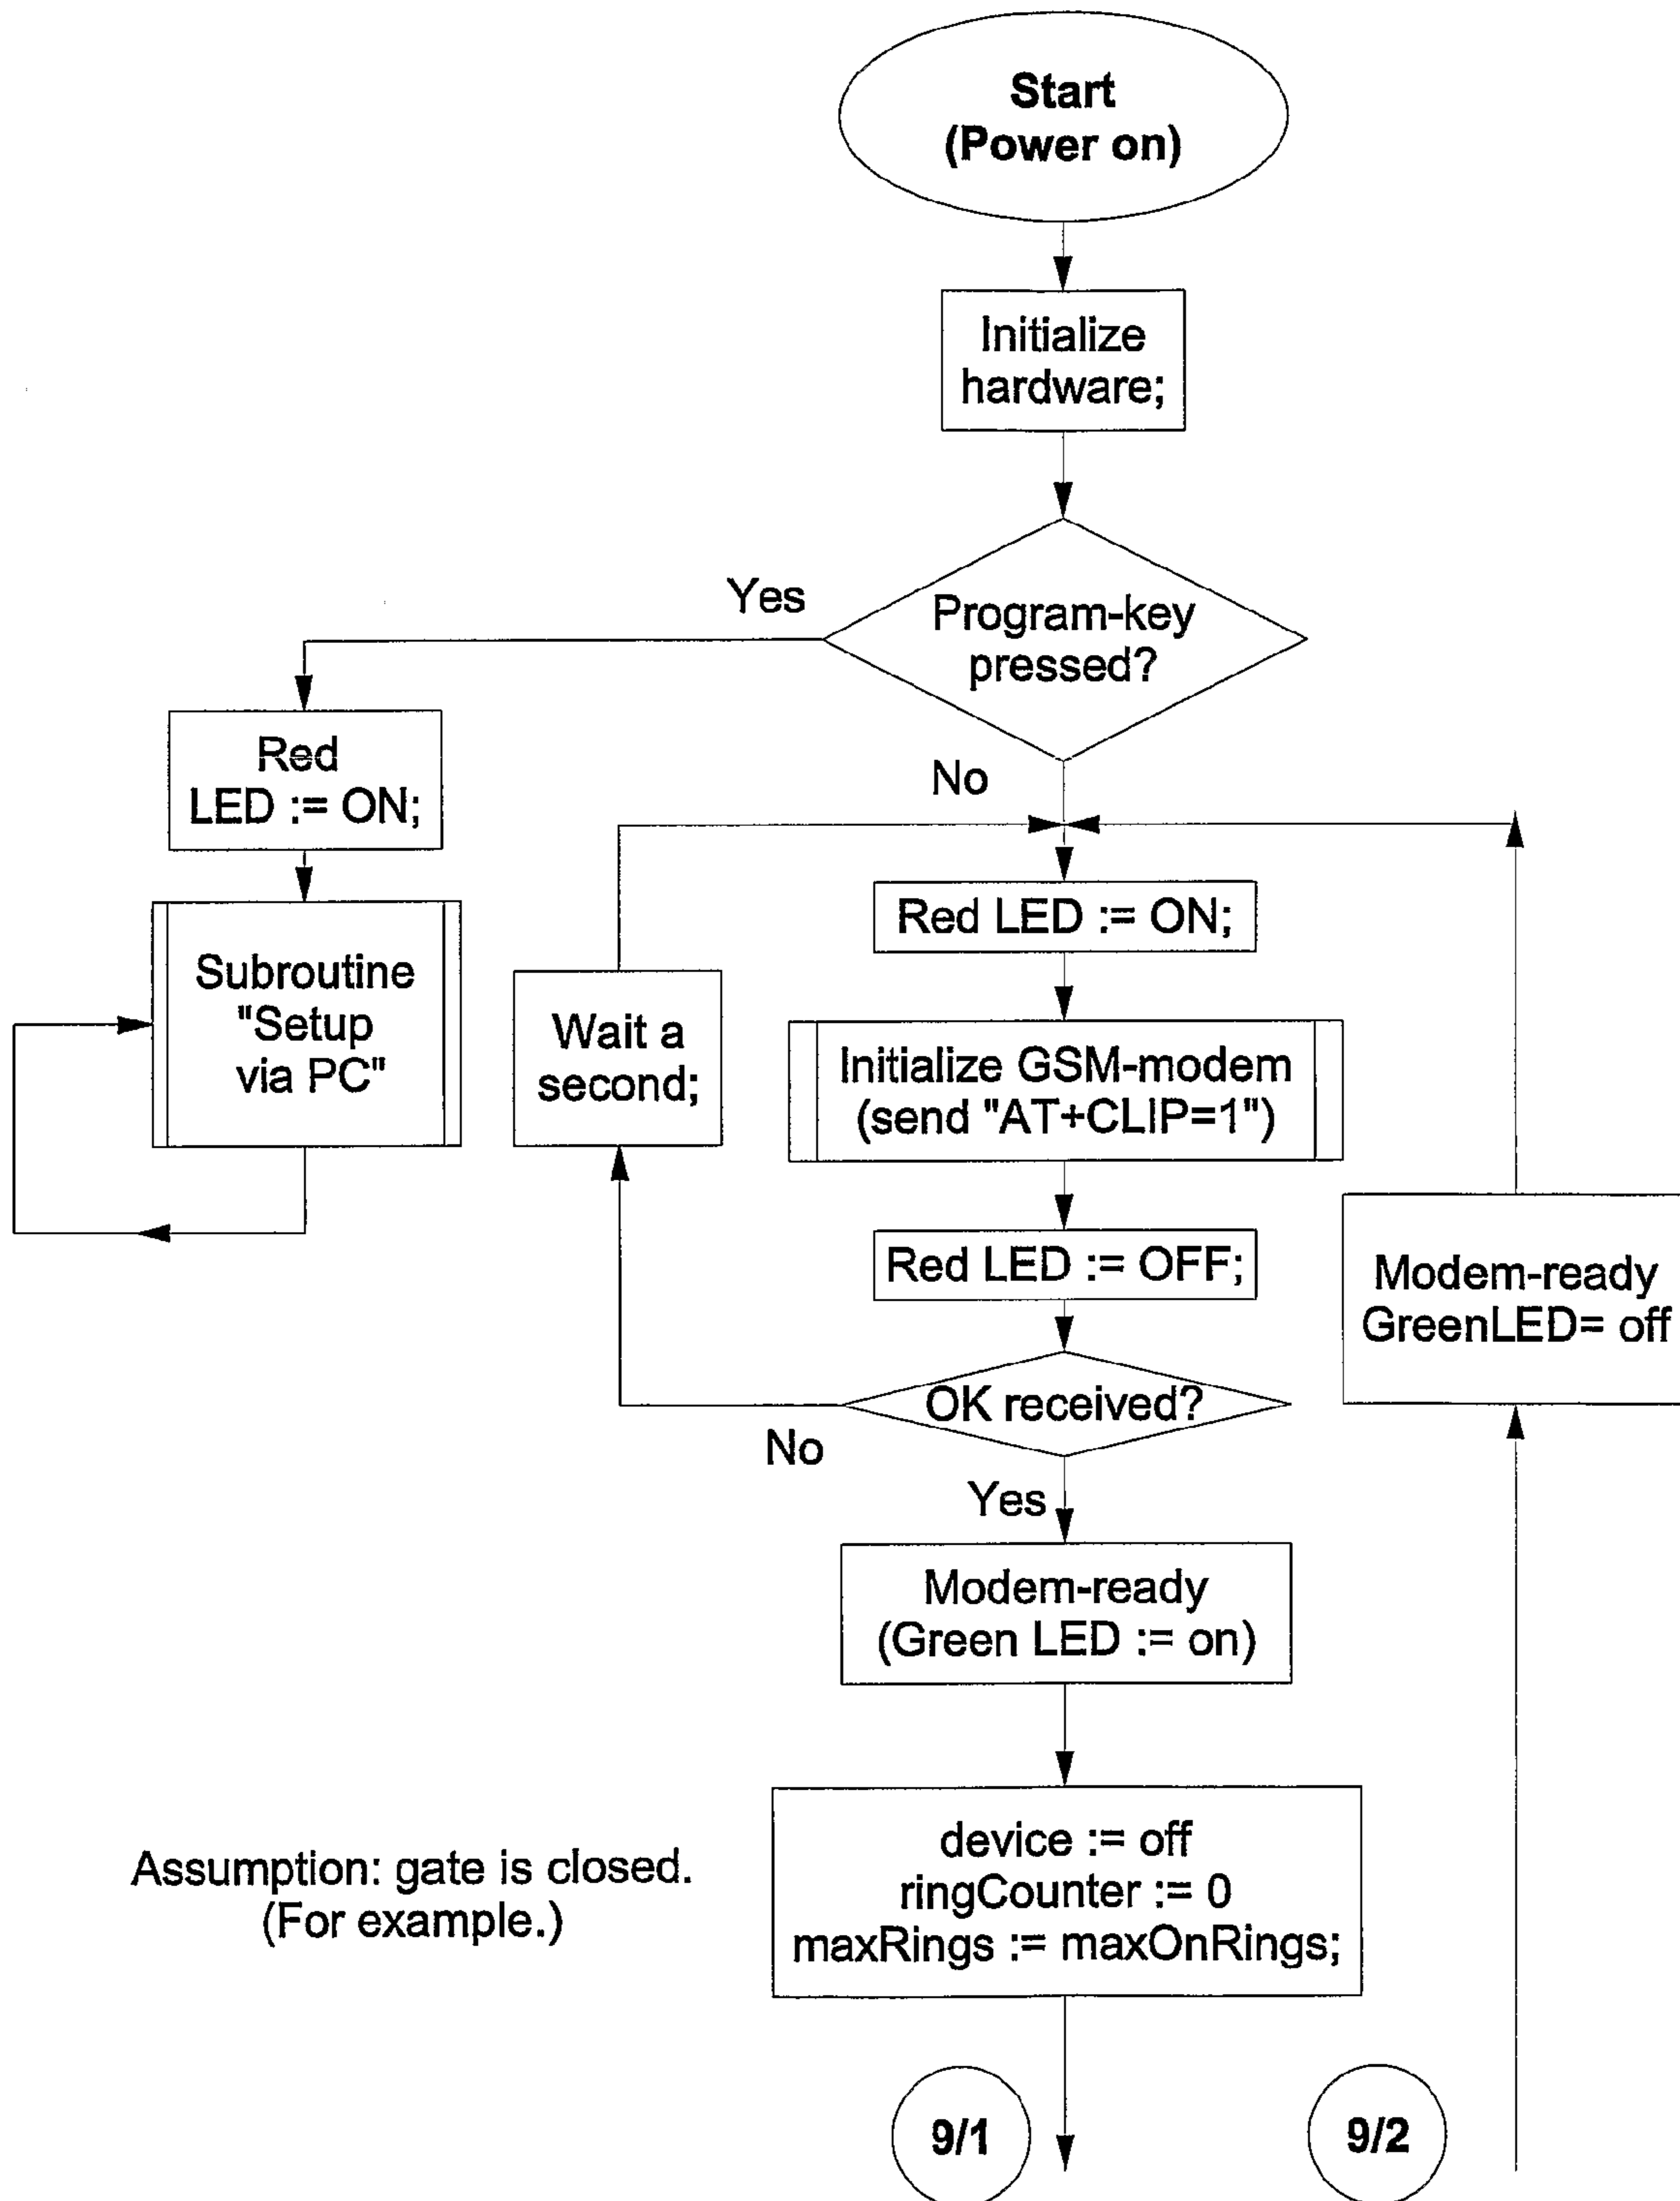 Start
(Power on)
Initialize
hardware;
Program-key
pressed?
Yes
No
Red
LED := ON;
Subroutine
"Setup
via PC"
Wait a
second;
Red LED := ON;
Initialize GSM-modem
(send "AT+CLIP=1")
Red LED := OFF;
OK received?
No
Yes
Modem-ready
GreenLED= off
Modem-ready
(Green LED := on)
device := off
ringCounter := 0
maxRings := maxOnRings;
Assumption: gate is closed.
(For example.)
9/1
9/2